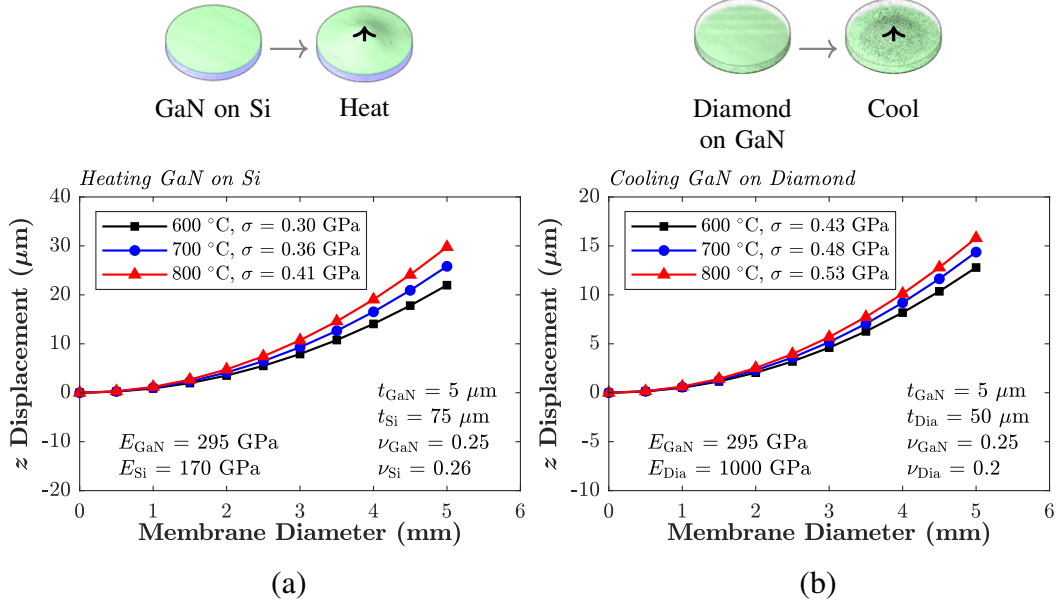 GaN on Si
Heat
Heating GaN on Si
40
30
20
10
0
-10
-20
z Displacement (μm)
600 °C, σ = 0.30 GPa
700 °C, σ = 0.36 GPa
800 °C, σ = 0.41 GPa
t_GaN = 5 μm
t_Si = 75 μm
E_GaN = 295 GPa
ν_GaN = 0.25
E_Si = 170 GPa
ν_Si = 0.26
0 1 2 3 4 5 6
Membrane Diameter (mm)
(a)
Diamond
on GaN
Cool
Cooling GaN on Diamond
20
15
10
5
0
-5
-10
z Displacement (μm)
600 °C, σ = 0.43 GPa
700 °C, σ = 0.48 GPa
800 °C, σ = 0.53 GPa
t_GaN = 5 μm
t_Dia = 50 μm
E_GaN = 295 GPa
ν_GaN = 0.25
E_Dia = 1000 GPa
ν_Dia = 0.2
0 1 2 3 4 5 6
Membrane Diameter (mm)
(b)